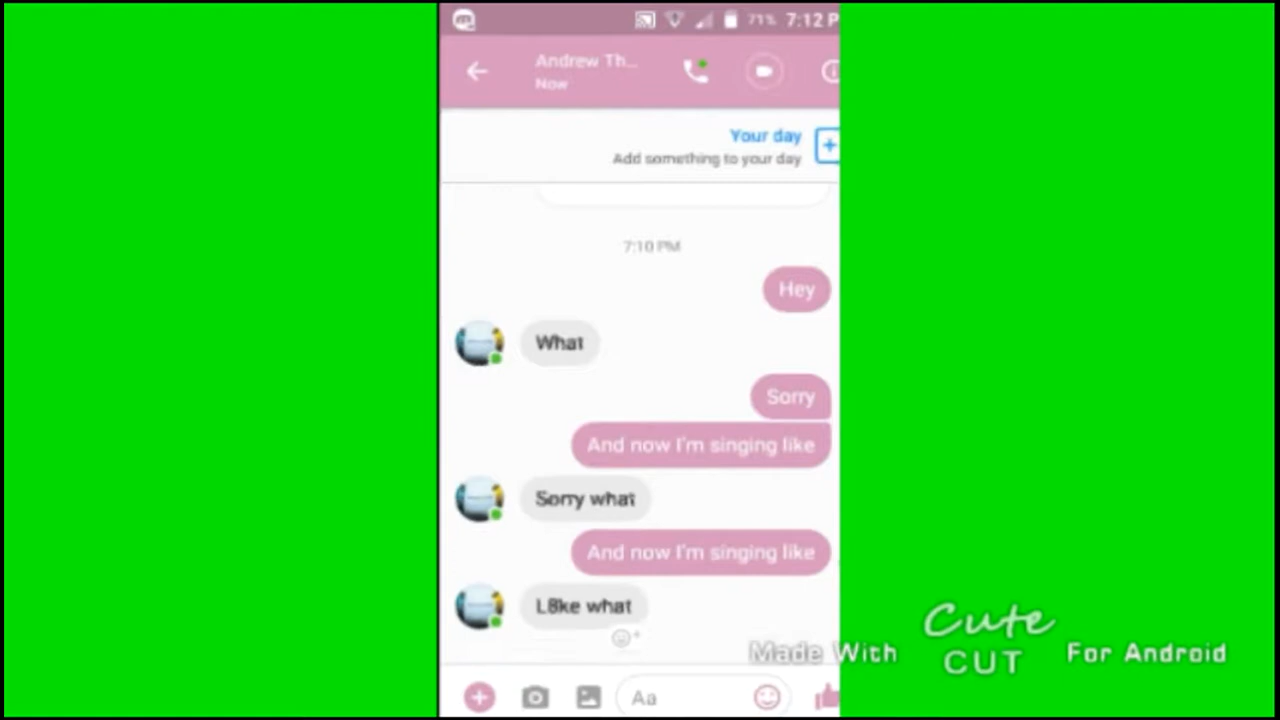 71% 7:12 P
Andrew Th...
Now
Your day
Add something to your day
7:10 PM
Hey
What
Sorry
And now I'm singing like
Sorry what
And now I'm singing like
L8ke what
Aa
Made With Cute CUT For Android